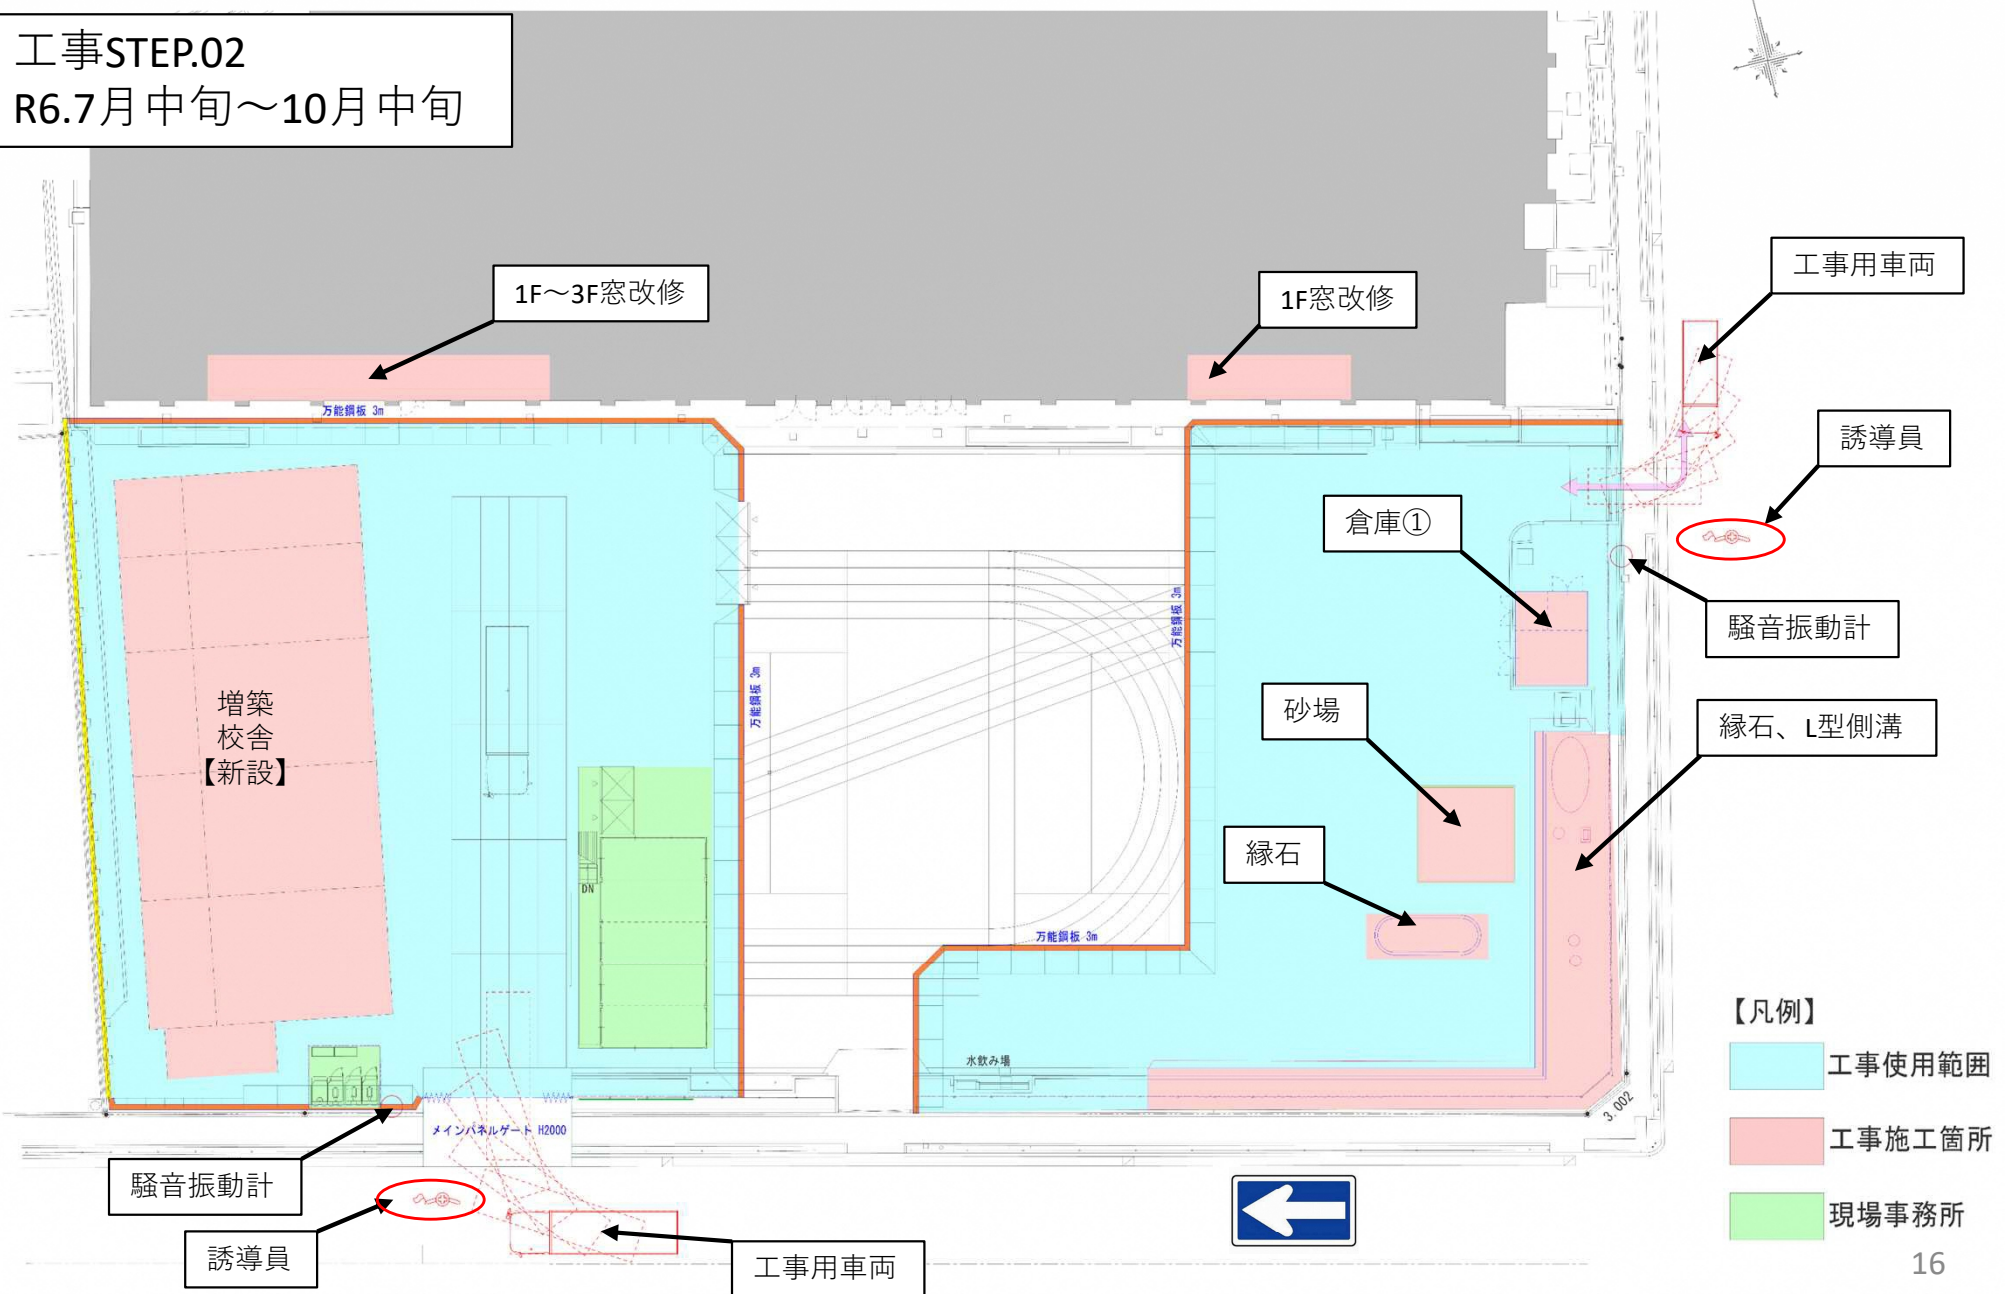 工事STEP.02
R6.7月中旬～10月中旬
1F～3F窓改修
1F窓改修
工事用車両
万能鋼板 3m
誘導員
倉庫①
騒音振動計
万能鋼板 3m
万能鋼板 3m
増築
校舎
【新設】
砂場
縁石、L型側溝
縁石
DN
万能鋼板 3m
水飲み場
3.002
メインパネルゲート H2000
騒音振動計
誘導員
工事用車両
【凡例】
工事使用範囲
工事施工箇所
現場事務所
16